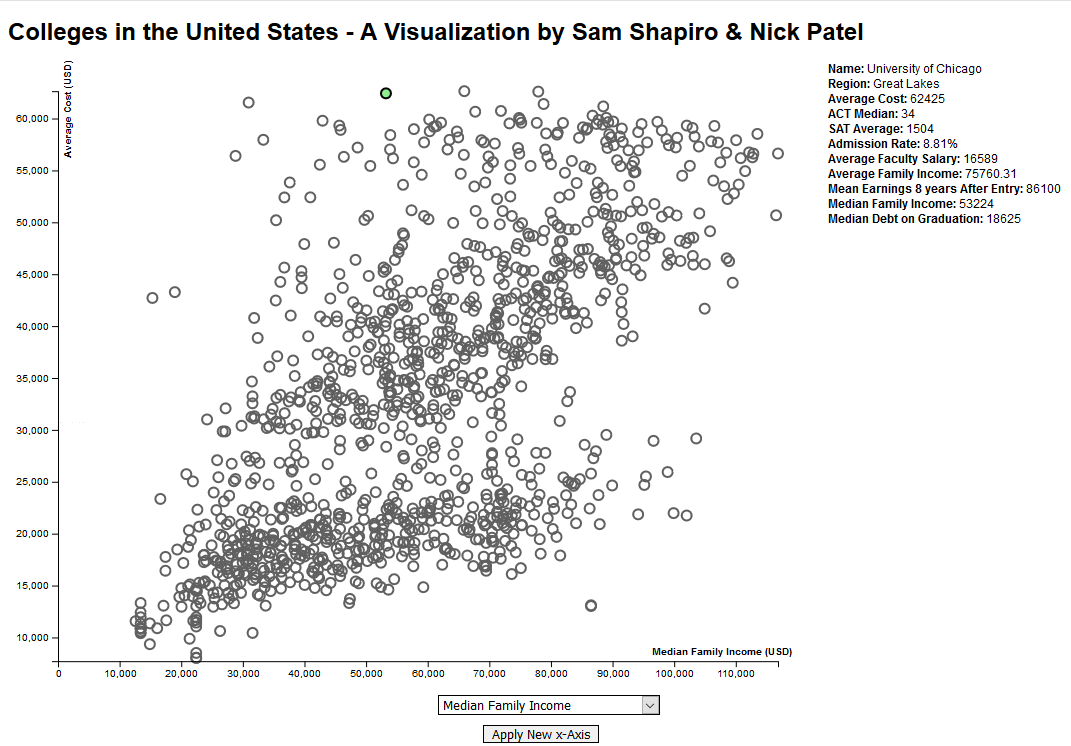 Colleges in the United States - A Visualization by Sam Shapiro & Nick Patel
Average Cost (USD)
60,000
55,000
50,000
45,000
40,000
35,000
30,000
25,000
20,000
15,000
10,000
Median Family Income (USD)
0 10,000 20,000 30,000 40,000 50,000 60,000 70,000 80,000 90,000 100,000 110,000
Name: University of Chicago
Region: Great Lakes
Average Cost: 62425
ACT Median: 34
SAT Average: 1504
Admission Rate: 8.81%
Average Faculty Salary: 16589
Average Family Income: 75760.31
Mean Earnings 8 years After Entry: 86100
Median Family Income: 53224
Median Debt on Graduation: 18625
Median Family Income
Apply New x-Axis